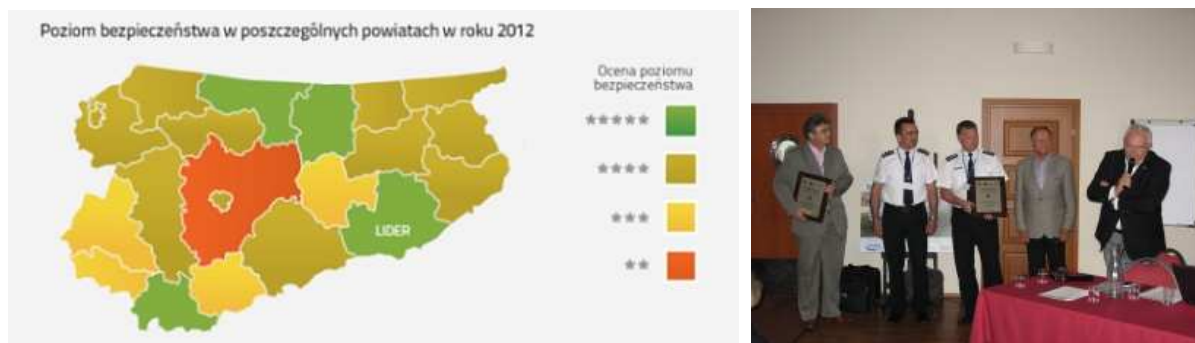 Poziom bezpieczeństwa w poszczególnych powiatach w roku 2012
Ocena poziomu
bezpieczeństwa
*****
****
***
**
LIDER